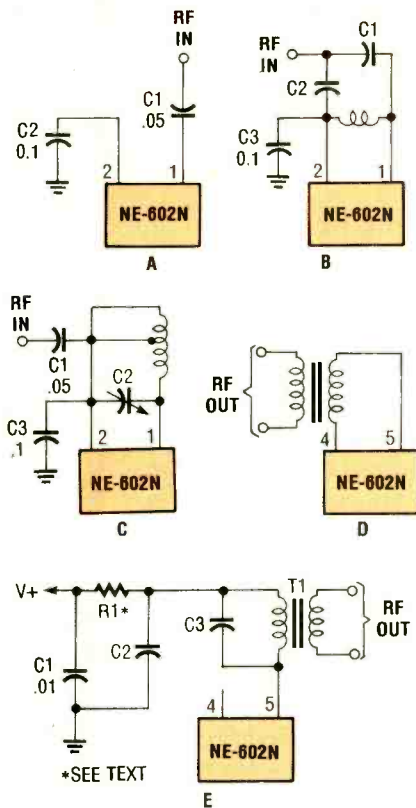 RF
IN
C1
.05
C2
0.1
2
1
NE-602N
A
RF
IN
C1
C2
C3
0.1
2
1
NE-602N
B
RF
IN
C1
.05
C2
C3
.1
2
1
NE-602N
C
RF
OUT
4
5
NE-602N
D
V+
R1*
C1
.01
C2
C3
T1
RF
OUT
4
5
NE-602N
*SEE TEXT
E